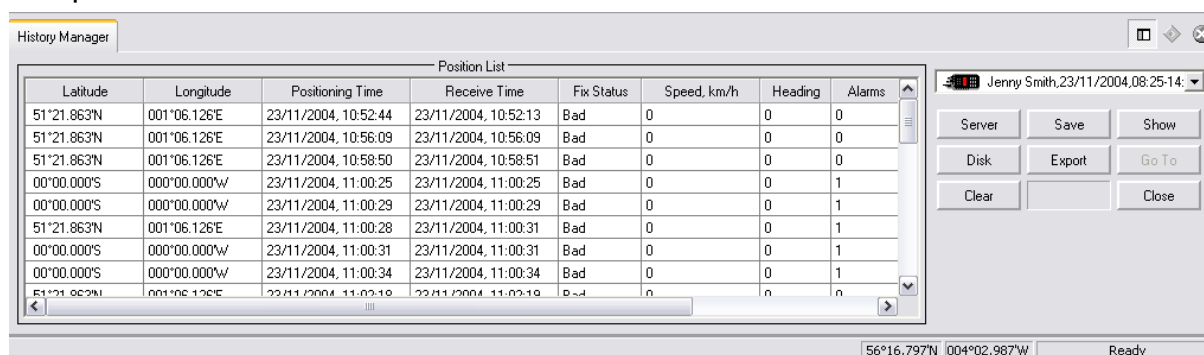 History Manager
Position List
Latitude Longitude Positioning Time Receive Time Fix Status Speed, km/h Heading Alarms
51°21.863'N 001°06.126'E 23/11/2004, 10:52:44 23/11/2004, 10:52:13 Bad 0 0 0
51°21.863'N 001°06.126'E 23/11/2004, 10:56:09 23/11/2004, 10:56:09 Bad 0 0 0
51°21.863'N 001°06.126'E 23/11/2004, 10:58:50 23/11/2004, 10:58:51 Bad 0 0 0
00°00.000'S 000°00.000'W 23/11/2004, 11:00:25 23/11/2004, 11:00:25 Bad 0 0 1
00°00.000'S 000°00.000'W 23/11/2004, 11:00:29 23/11/2004, 11:00:29 Bad 0 0 1
51°21.863'N 001°06.126'E 23/11/2004, 11:00:28 23/11/2004, 11:00:31 Bad 0 0 1
00°00.000'S 000°00.000'W 23/11/2004, 11:00:31 23/11/2004, 11:00:31 Bad 0 0 1
00°00.000'S 000°00.000'W 23/11/2004, 11:00:34 23/11/2004, 11:00:34 Bad 0 0 1
Jenny Smith,23/11/2004,08:25-14:
Server Save Show
Disk Export Go To
Clear Close
56°16.797'N 004°02.987'W Ready